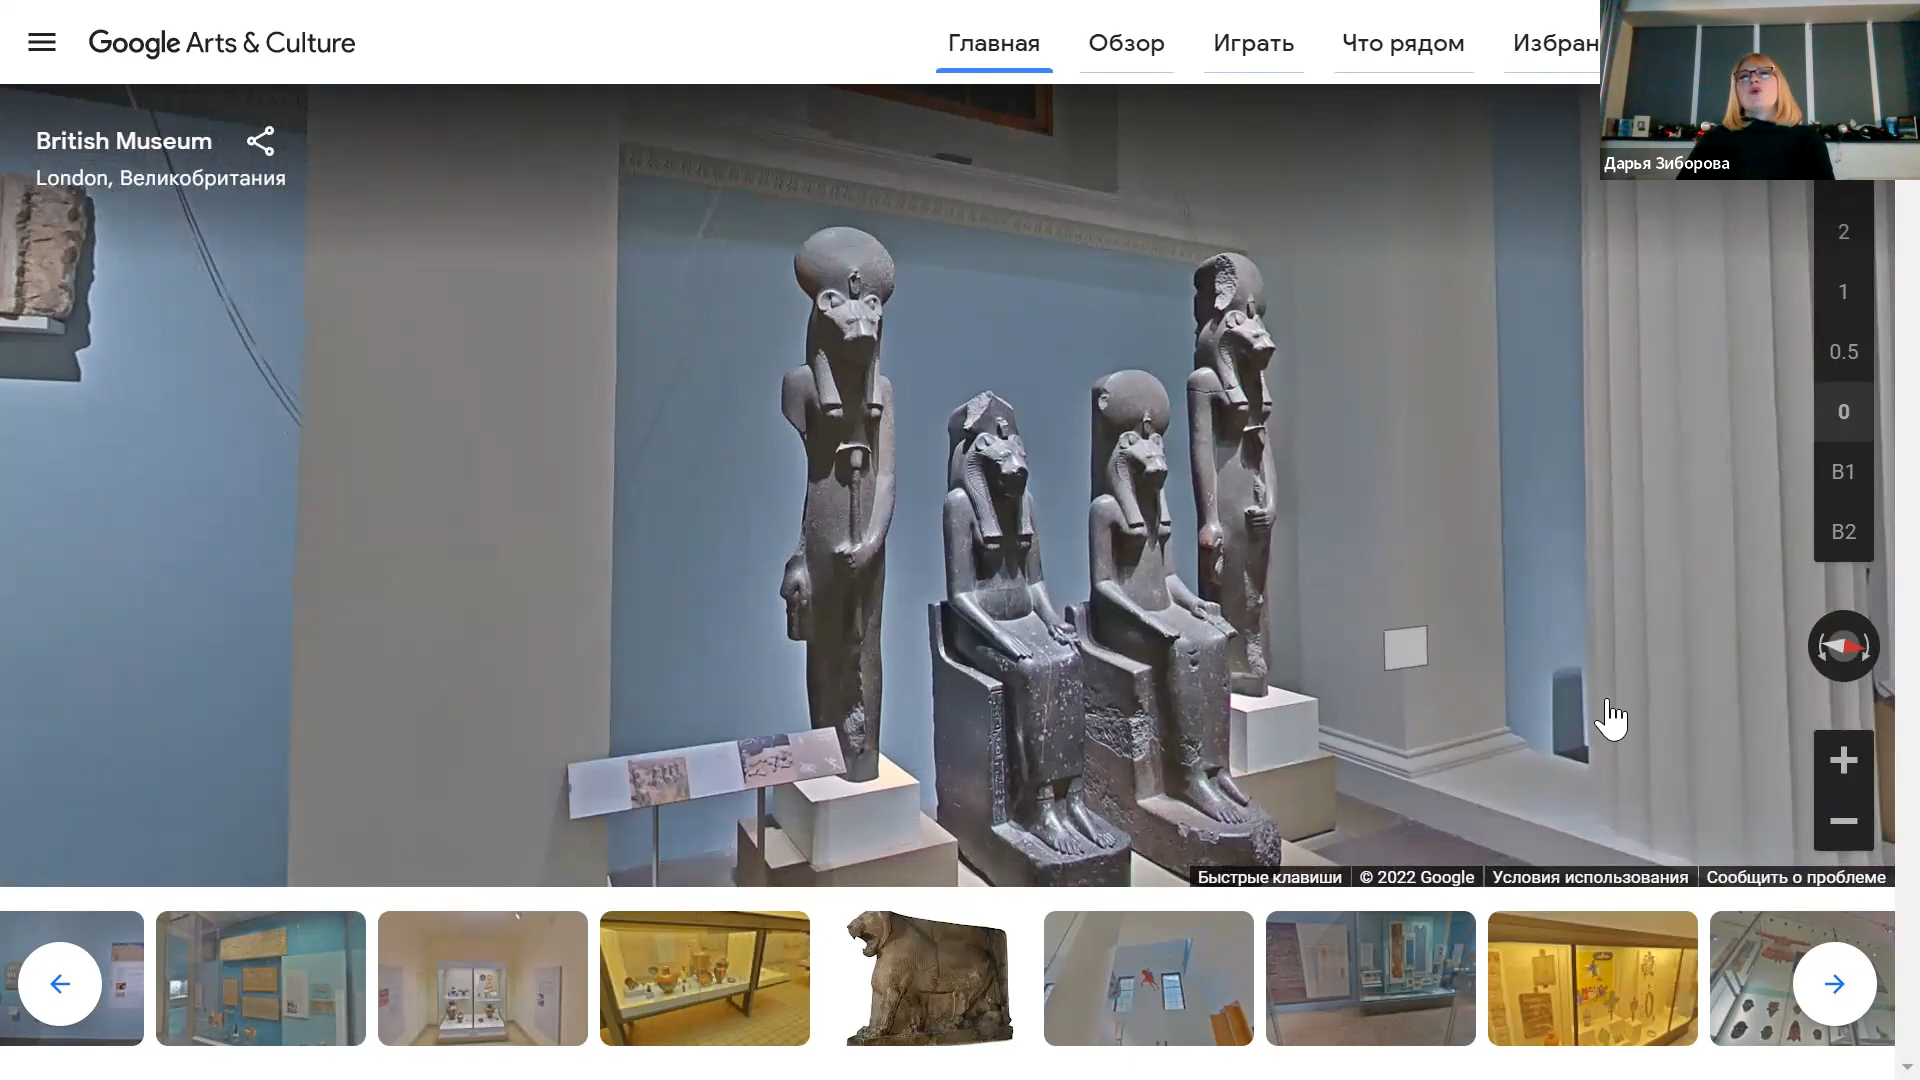 Google Arts & Culture
Главная
Обзор
Играть
Что рядом
Избран
British Museum
London, Великобритания
Дарья Зиборова
2
1
0.5
0
B1
B2
Быстрые клавиши
© 2022 Google
Условия использования
Сообщить о проблеме